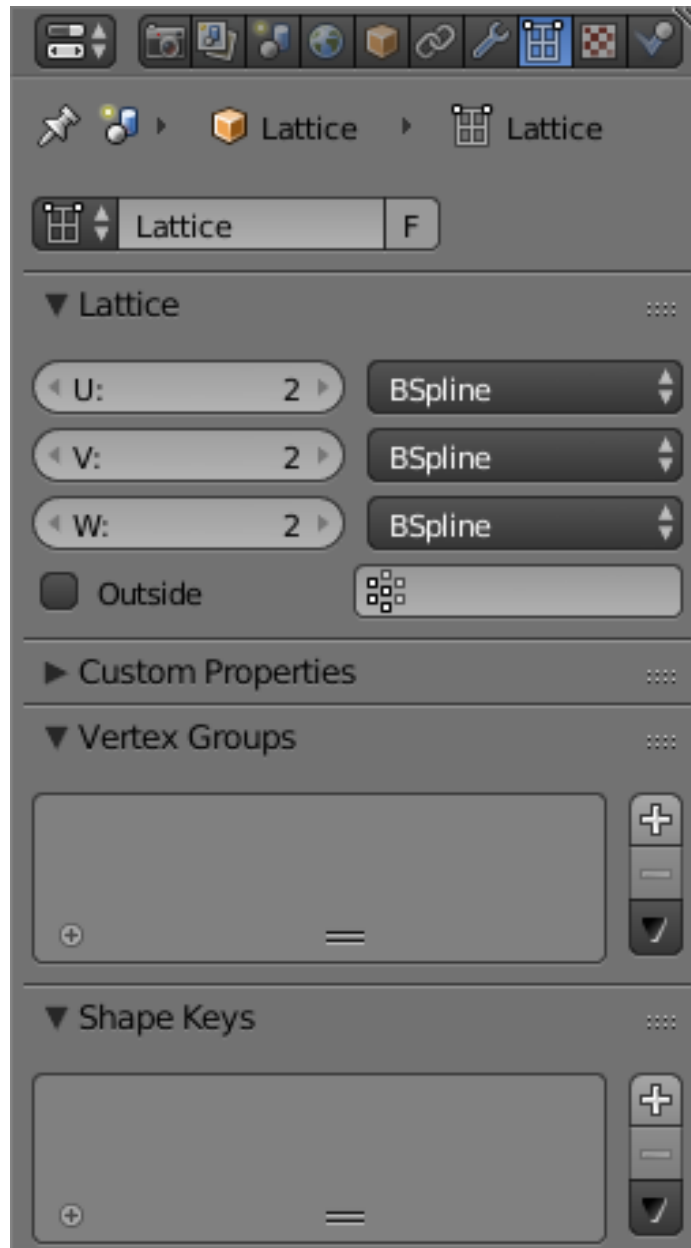 Lattice Lattice
Lattice F
Lattice
U: 2 BSpline
V: 2 BSpline
W: 2 BSpline
Outside
Custom Properties
Vertex Groups
Shape Keys